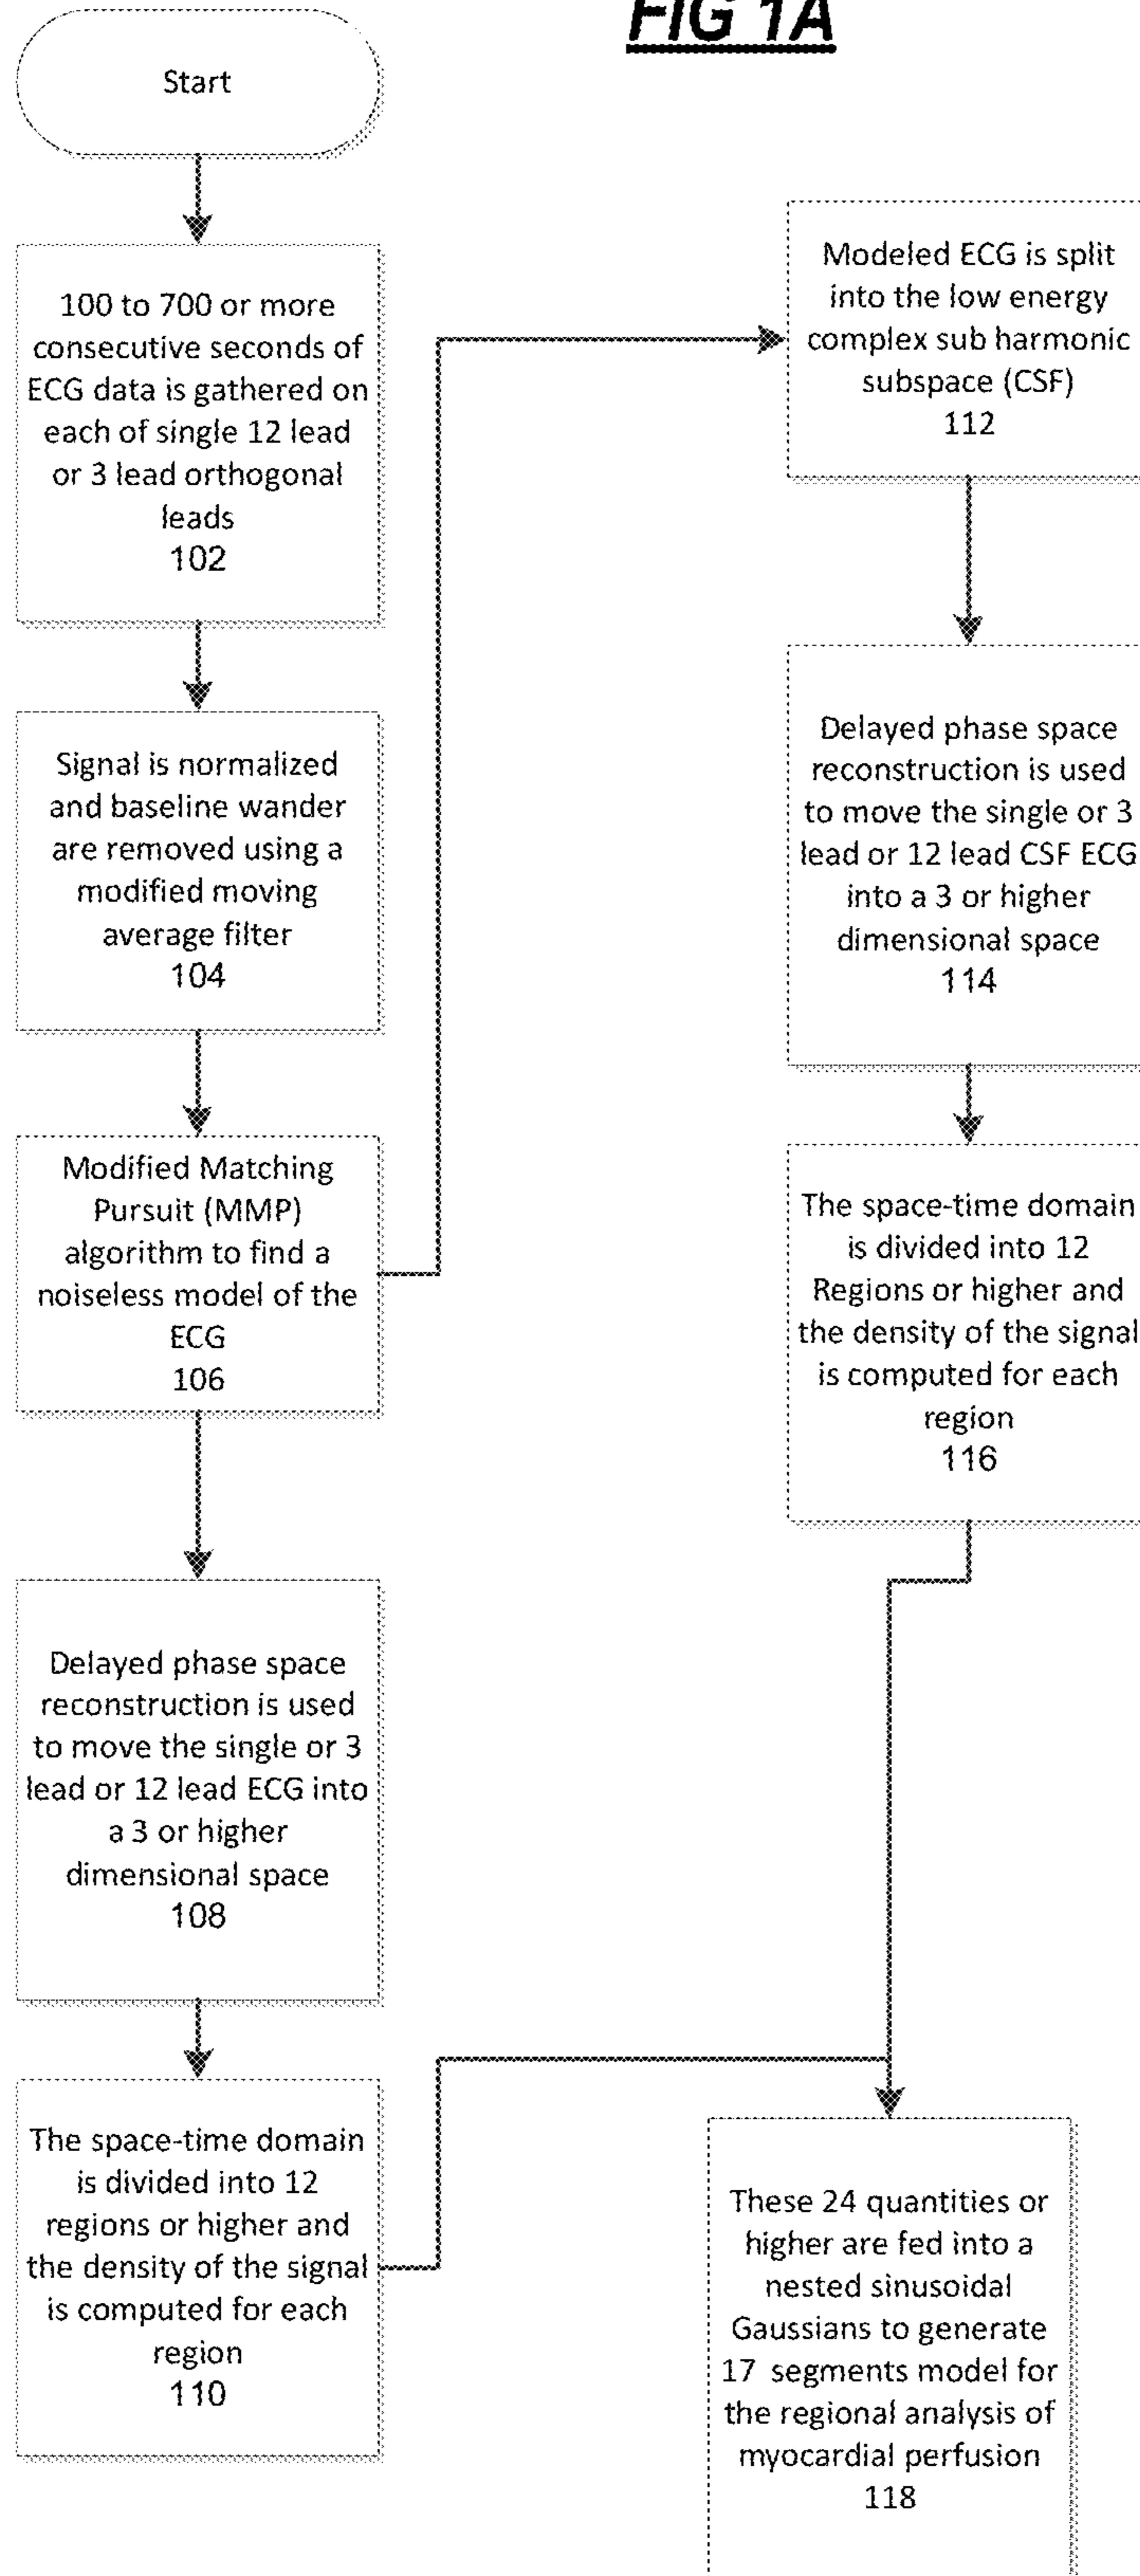 FIG 1A
Start
100 to 700 or more
consecutive seconds of
ECG data is gathered on
each of single 12 lead
or 3 lead orthogonal
leads
102
Signal is normalized
and baseline wander
are removed using a
modified moving
average filter
104
Modified Matching
Pursuit (MMP)
algorithm to find a
noiseless model of the
ECG
106
Delayed phase space
reconstruction is used
to move the single or 3
lead or 12 lead ECG into
a 3 or higher
dimensional space
108
The space-time domain
is divided into 12
regions or higher and
the density of the signal
is computed for each
region
110
Modeled ECG is split
into the low energy
complex sub harmonic
subspace (CSF)
112
Delayed phase space
reconstruction is used
to move the single or 3
lead or 12 lead CSF ECG
into a 3 or higher
dimensional space
114
The space-time domain
is divided into 12
Regions or higher and
the density of the signal
is computed for each
region
116
These 24 quantities or
higher are fed into a
nested sinusoidal
Gaussians to generate
17 segments model for
the regional analysis of
myocardial perfusion
118